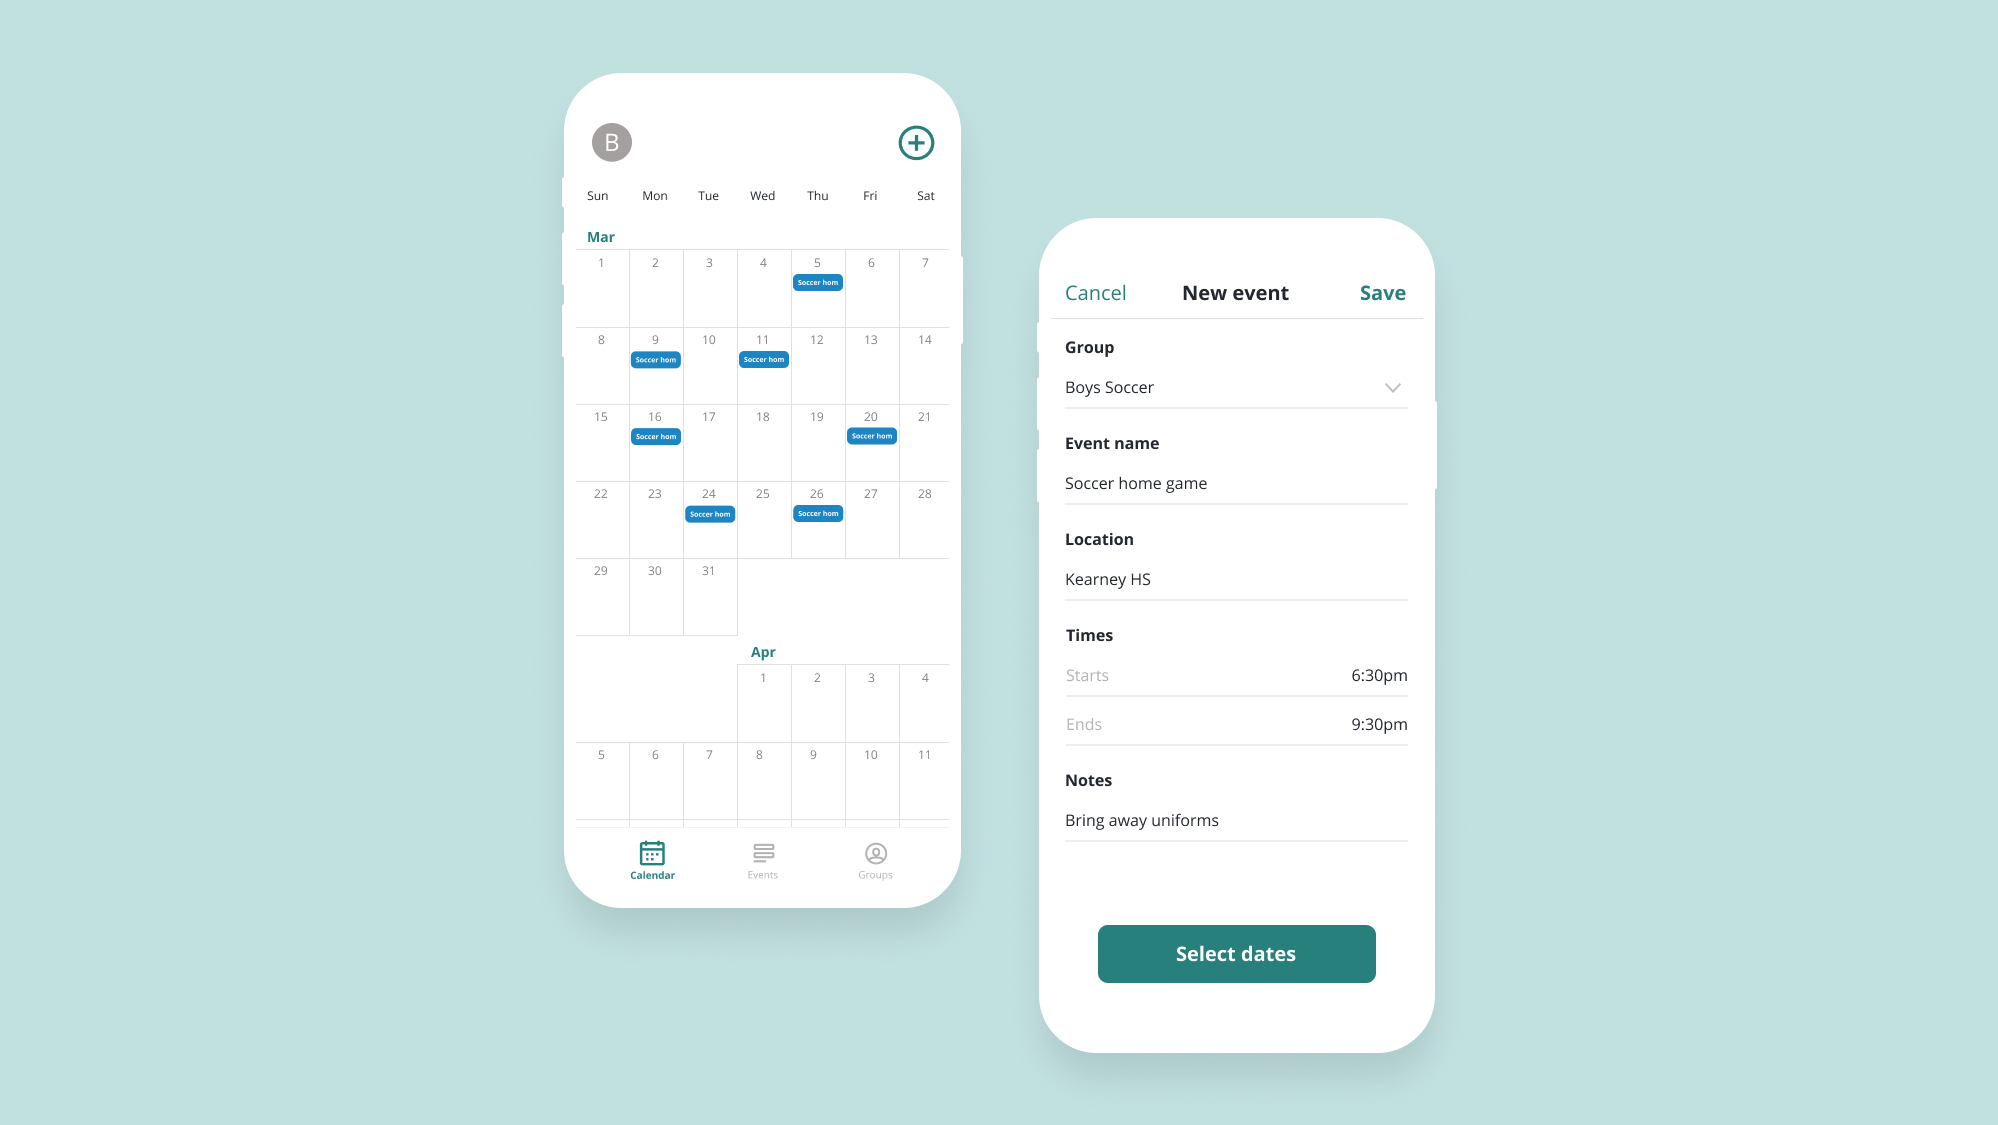 B
Sun Mon Tue Wed Thu Fri Sat
Mar
1 2 3 4 5 6 7
Soccer hom
8 9 10 11 12 13 14
Soccer hom Soccer hom
15 16 17 18 19 20 21
Soccer hom Soccer hom
22 23 24 25 26 27 28
Soccer hom Soccer hom
29 30 31
Apr
1 2 3 4
5 6 7 8 9 10 11
Calendar Events Groups
Cancel New event Save
Group
Boys Soccer
Event name
Soccer home game
Location
Kearney HS
Times
Starts 6:30pm
Ends 9:30pm
Notes
Bring away uniforms
Select dates